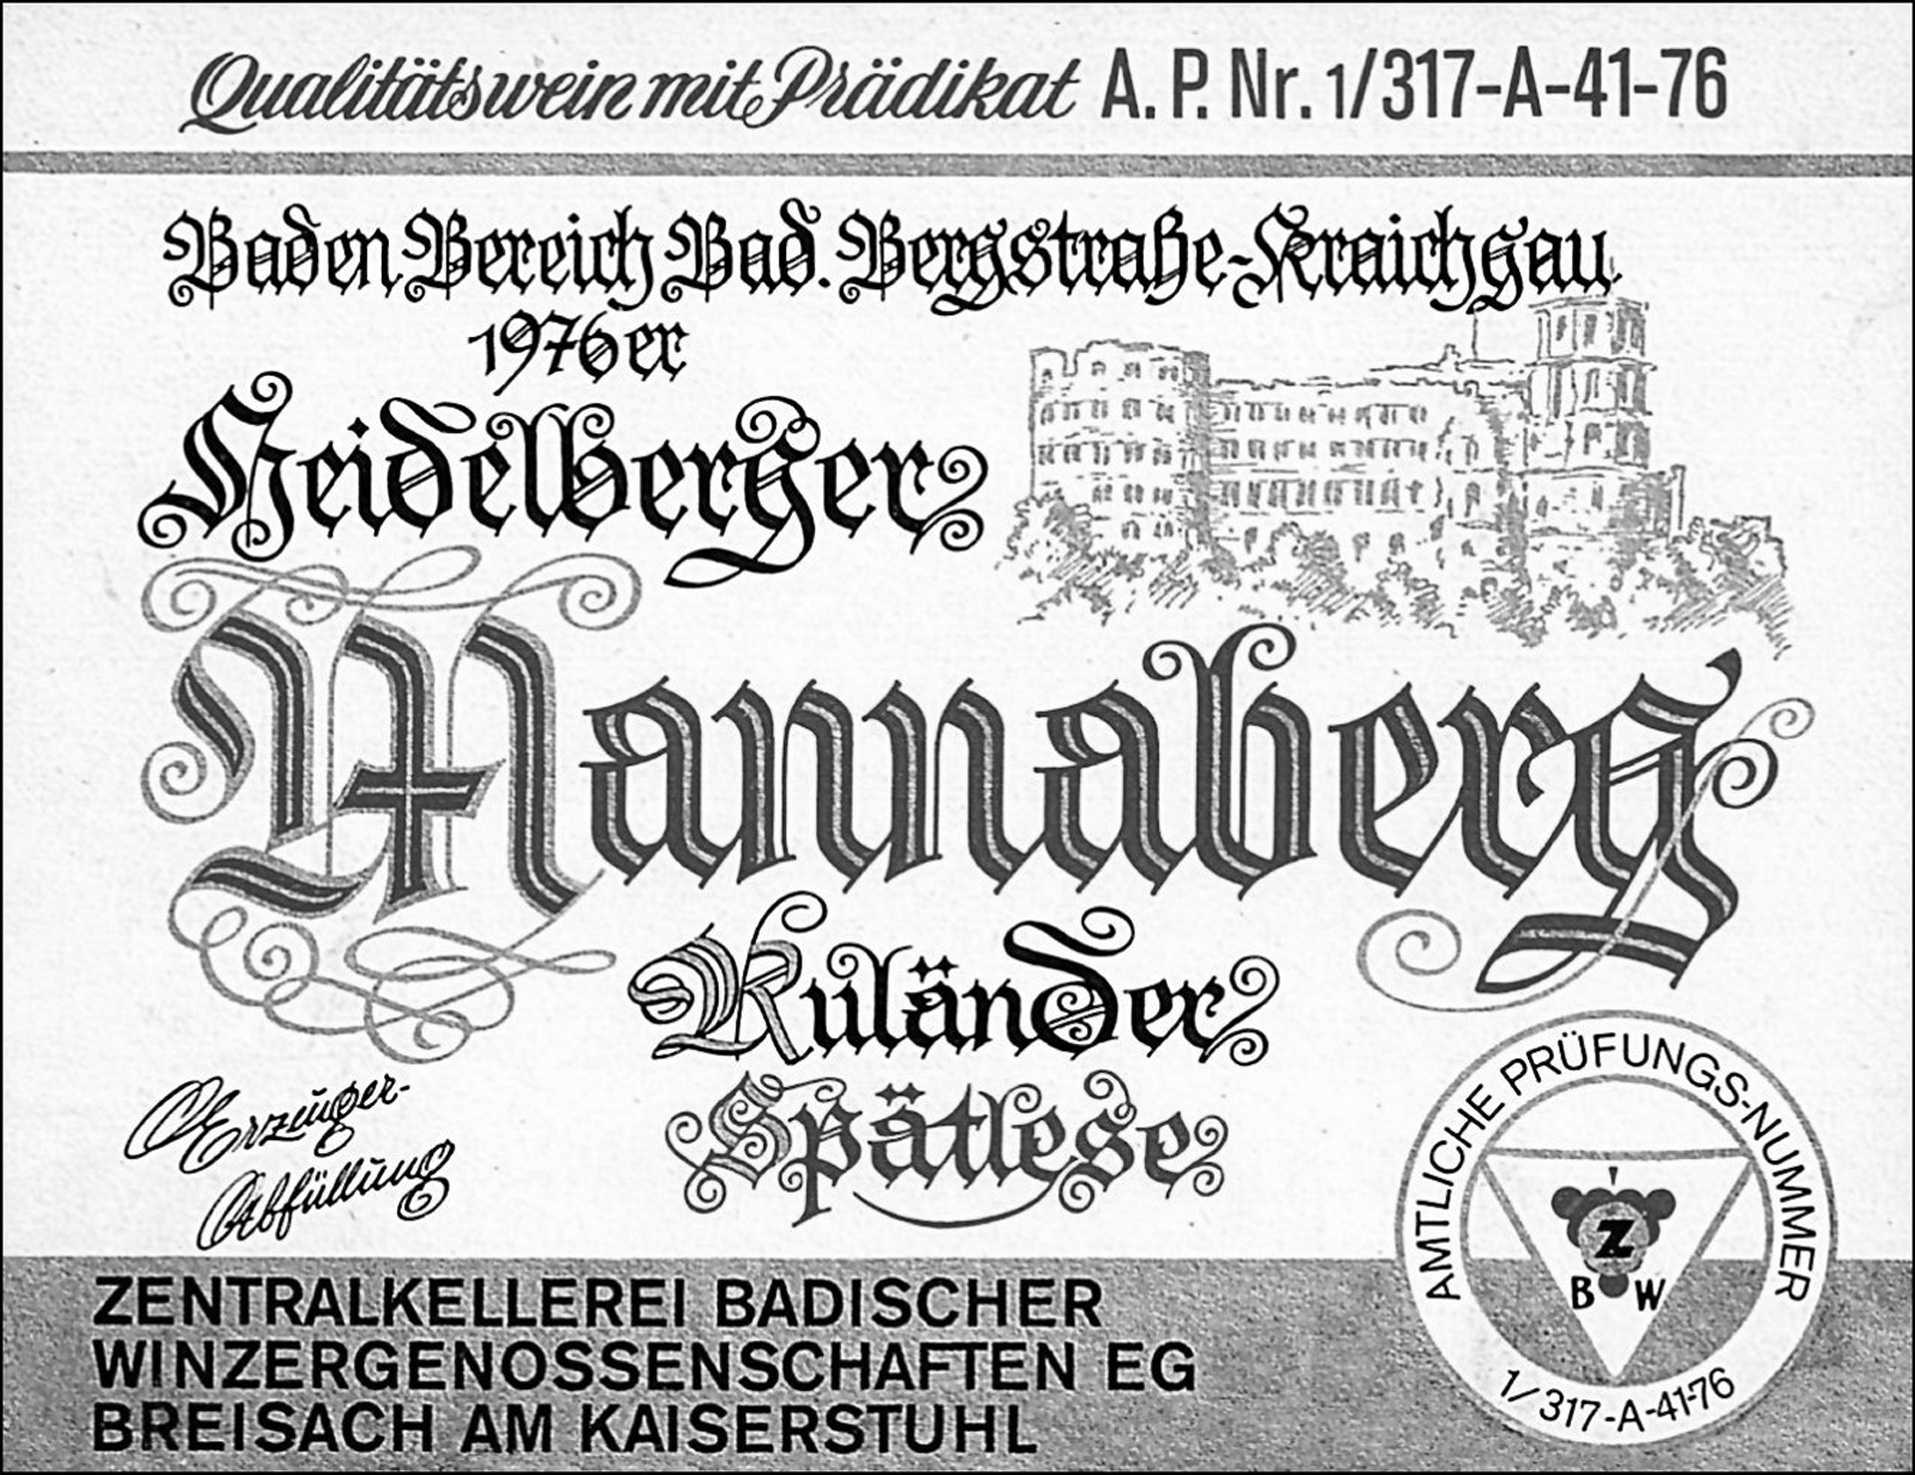 Qualitätswein mit Prädikat A. P. Nr. 1/317-A-41-76
Baden Bereich Bad. Bergstraße-Kraichgau
1976er
Heidelberger
Mannaberg
Ruländer
Spätlese
Erzeuger-
Abfüllung
AMTLICHE PRÜFUNGS-NUMMER
Z
B W
1/317-A-41-76
ZENTRALKELLEREI BADISCHER
WINZERGENOSSENSCHAFTEN EG
BREISACH AM KAISERSTUHL